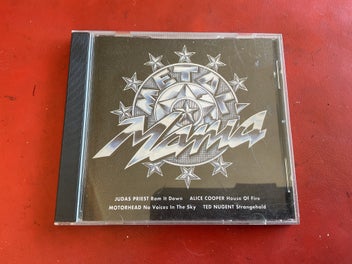 METAL
Mania
JUDAS PRIEST Ram It Down ALICE COOPER House Of Fire
MOTORHEAD No Voices In The Sky TED NUGENT Stranglehold